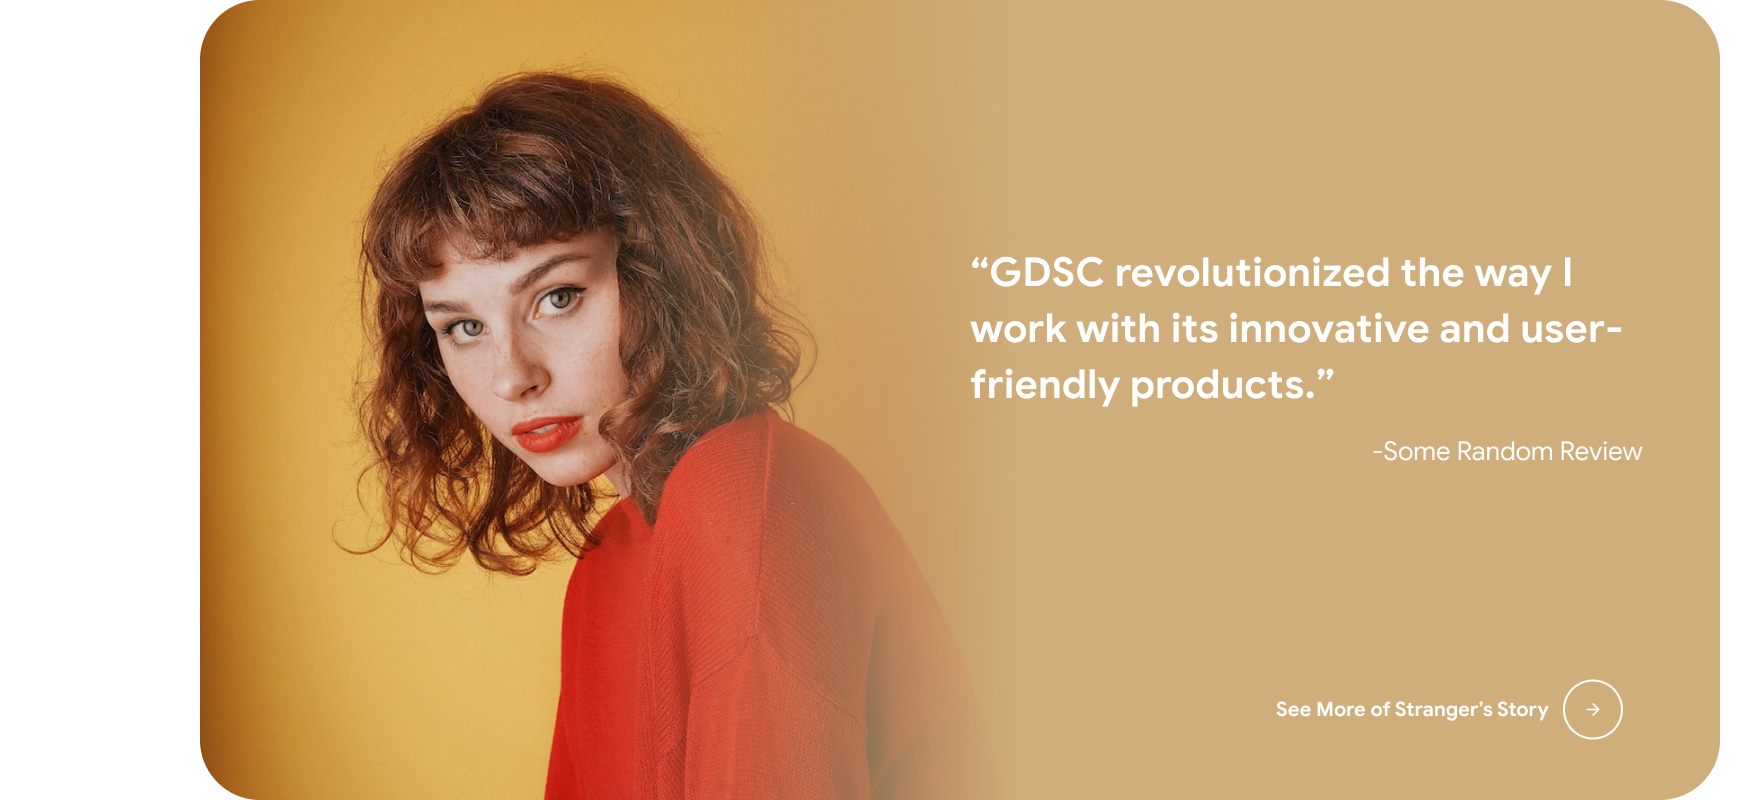 “GDSC revolutionized the way I
work with its innovative and user-
friendly products.”
-Some Random Review
See More of Stranger’s Story